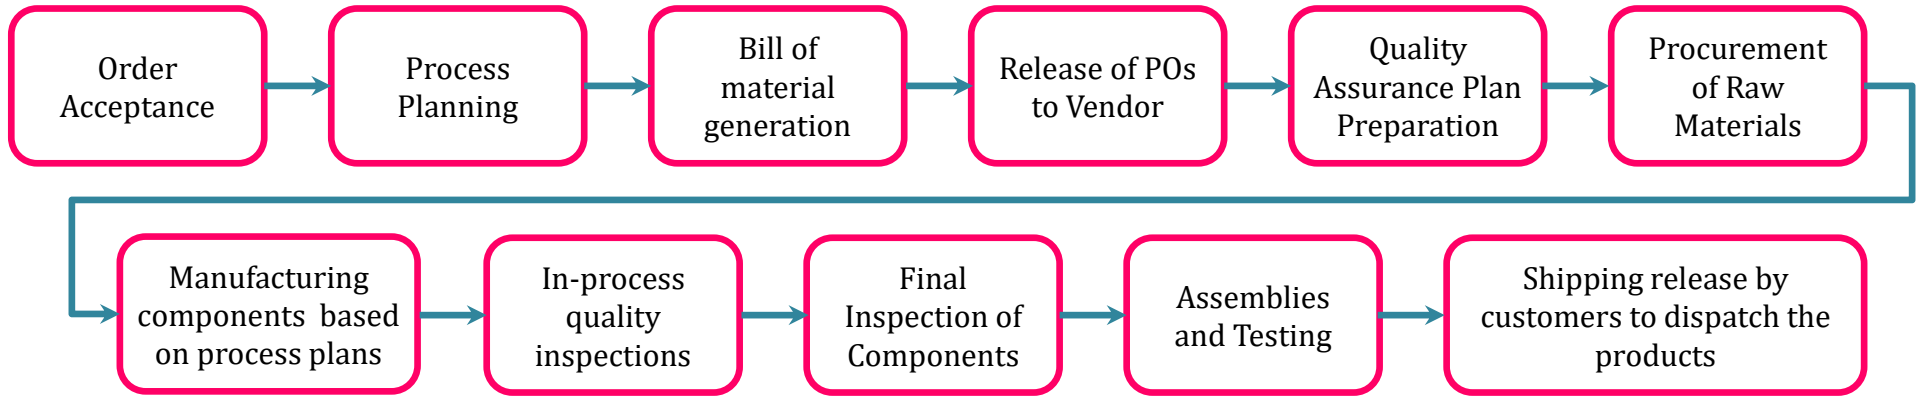 Order
Acceptance
Process
Planning
Bill of
material
generation
Release of POs
to Vendor
Quality
Assurance Plan
Preparation
Procurement
of Raw
Materials
Manufacturing
components  based
on process plans
In-process
quality
inspections
Final
Inspection of
Components
Assemblies
and Testing
Shipping release by
customers to dispatch the
products